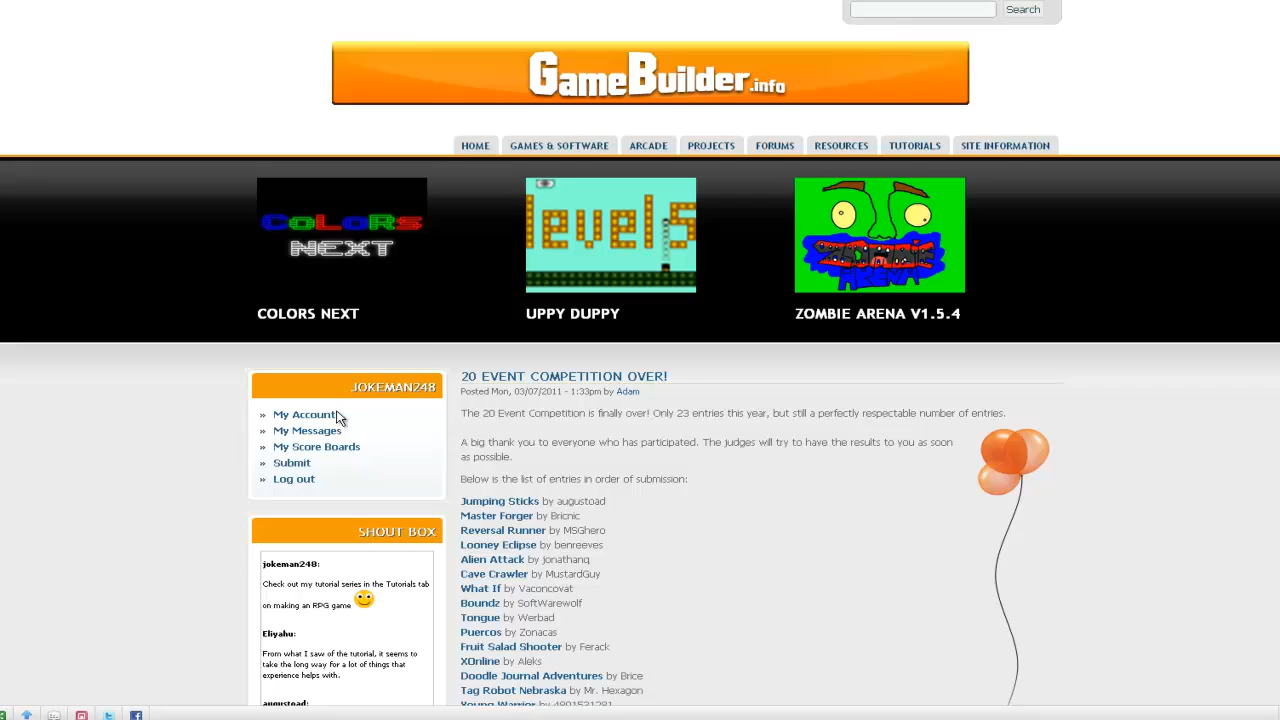 Search
GameBuilder.info
HOME GAMES & SOFTWARE ARCADE PROJECTS FORUMS RESOURCES TUTORIALS SITE INFORMATION
COLORS
NEXT
levels
ZOMBIE
ARENA
COLORS NEXT
UPPY DUPPY
ZOMBIE ARENA V1.5.4
JOKEMAN248
» My Account
» My Messages
» My Score Boards
» Submit
» Log out
SHOUT BOX
jokeman248:
Check out my tutorial series in the Tutorials tab
on making an RPG game
Eliyahu:
From what I saw of the tutorial, it seems to
take the long way for a lot of things that
experience helps with.
augustoad:
20 EVENT COMPETITION OVER!
Posted Mon, 03/07/2011 - 1:33pm by Adam
The 20 Event Competition is finally over! Only 23 entries this year, but still a perfectly respectable number of entries.
A big thank you to everyone who has participated. The judges will try to have the results to you as soon
as possible.
Below is the list of entries in order of submission:
Jumping Sticks by augustoad
Master Forger by Bricnic
Reversal Runner by MSGhero
Looney Eclipse by benreeves
Alien Attack by jonathanq
Cave Crawler by MustardGuy
What If by Vaconcovat
Boundz by SoftWarewolf
Tongue by Werbad
Puercos by Zonacas
Fruit Salad Shooter by Ferack
XOnline by Aleks
Doodle Journal Adventures by Brice
Tag Robot Nebraska by Mr. Hexagon
Young Warrior by 4801531281